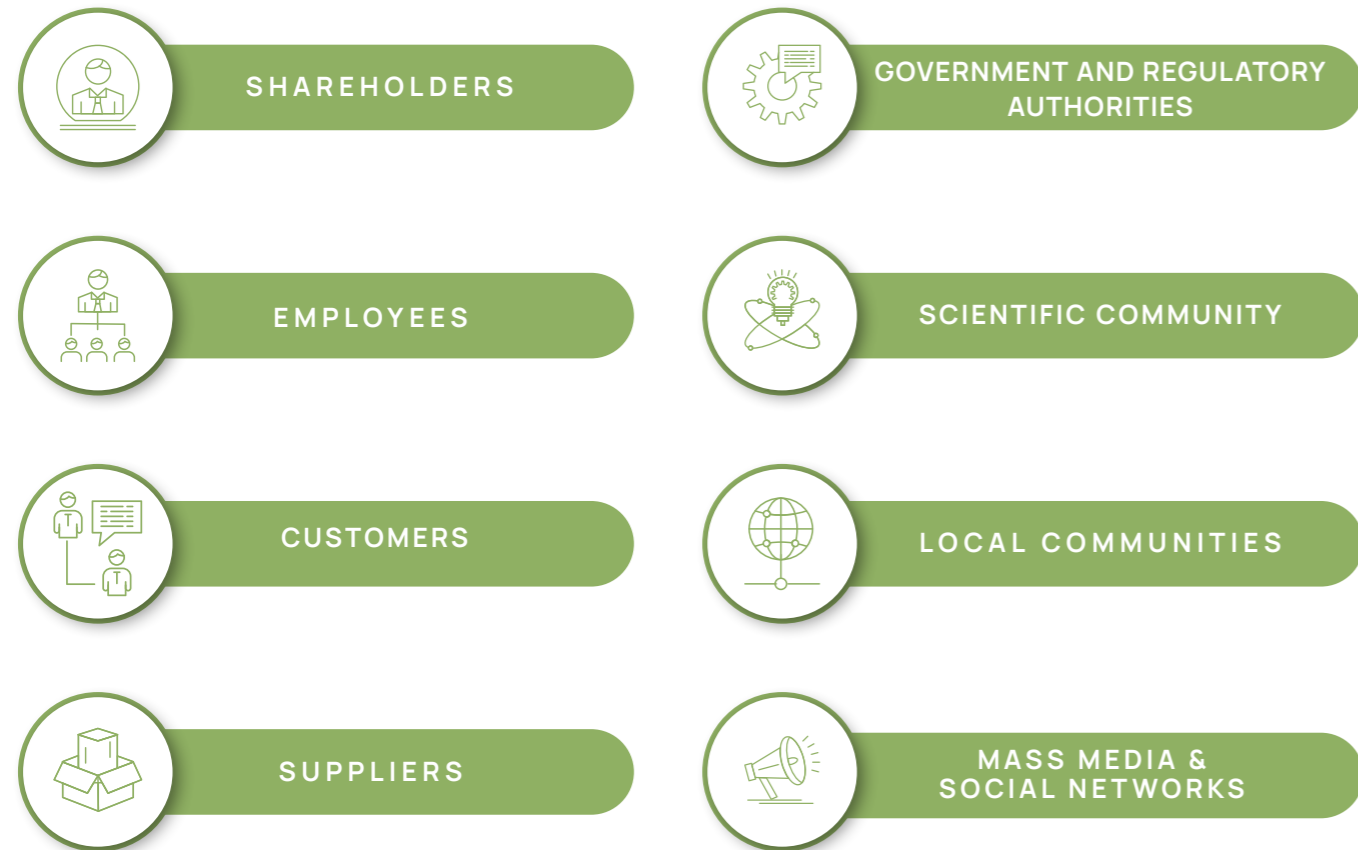 SHAREHOLDERS
EMPLOYEES
CUSTOMERS
SUPPLIERS
GOVERNMENT AND REGULATORY
AUTHORITIES
SCIENTIFIC COMMUNITY
LOCAL COMMUNITIES
MASS MEDIA &
SOCIAL NETWORKS